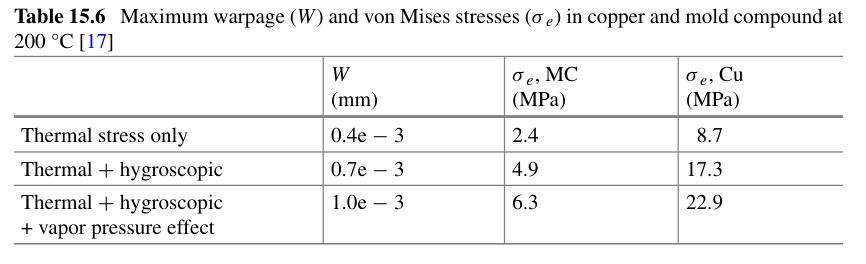 Table 15.6 Maximum warpage (W) and von Mises stresses (σe) in copper and mold compound at
200 °C [17]
W
(mm)
σe, MC
(MPa)
σe, Cu
(MPa)
Thermal stress only 0.4e − 3 2.4 8.7
Thermal + hygroscopic 0.7e − 3 4.9 17.3
Thermal + hygroscopic
+ vapor pressure effect
1.0e − 3 6.3 22.9